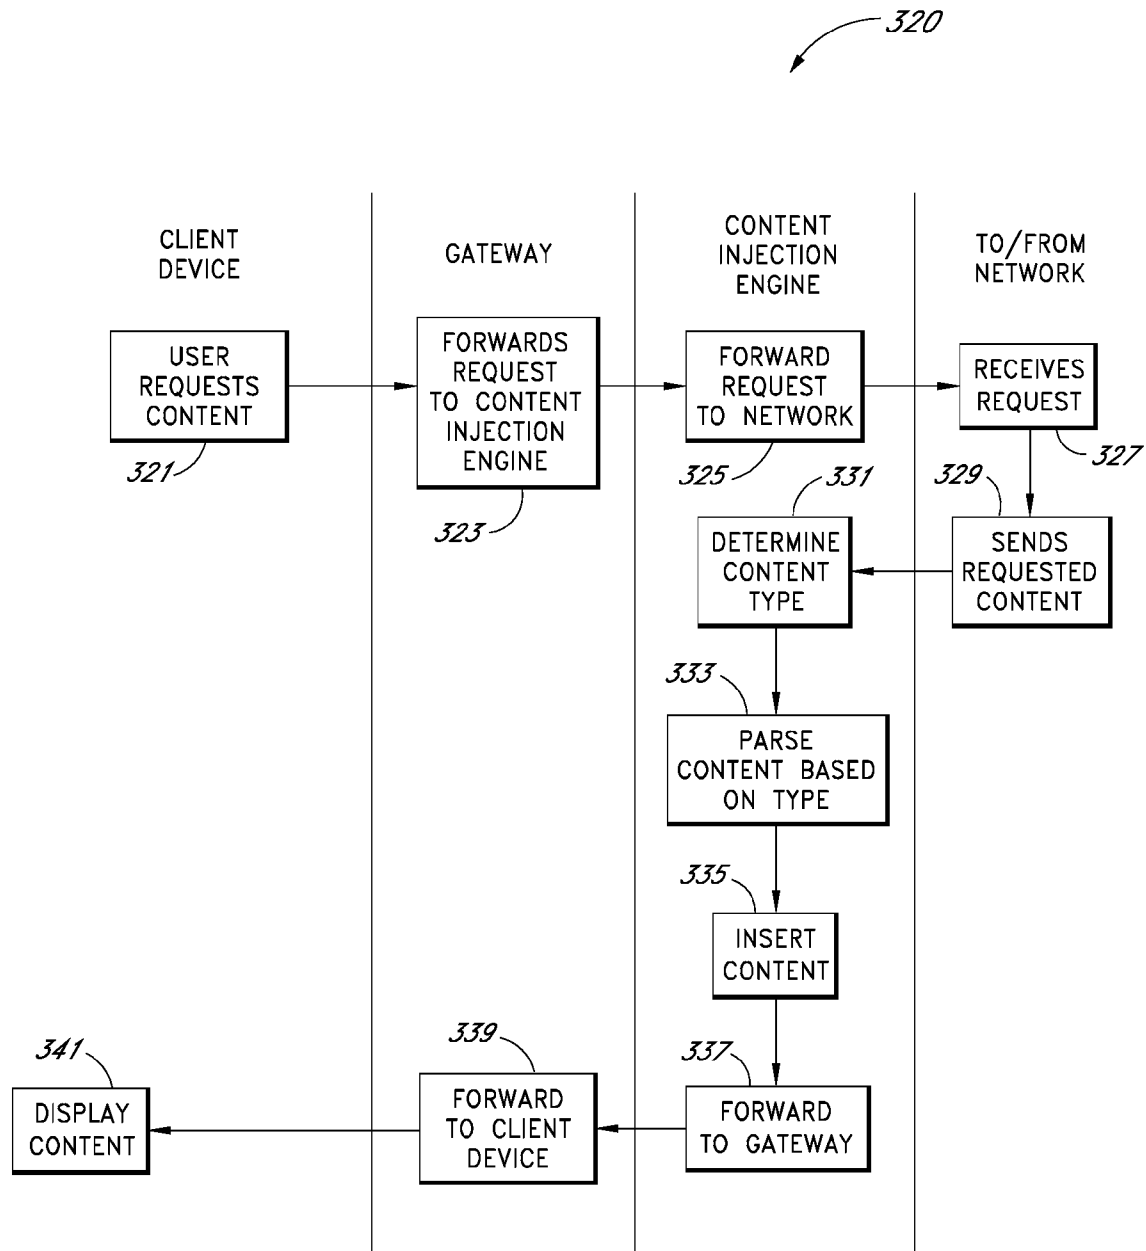 320
CLIENT
DEVICE
GATEWAY
CONTENT
INJECTION
ENGINE
TO/FROM
NETWORK
USER
REQUESTS
CONTENT
321
FORWARDS
REQUEST
TO CONTENT
INJECTION
ENGINE
323
FORWARD
REQUEST
TO NETWORK
325
RECEIVES
REQUEST
327
329
SENDS
REQUESTED
CONTENT
331
DETERMINE
CONTENT
TYPE
333
PARSE
CONTENT BASED
ON TYPE
335
INSERT
CONTENT
337
FORWARD
TO GATEWAY
339
FORWARD
TO CLIENT
DEVICE
341
DISPLAY
CONTENT